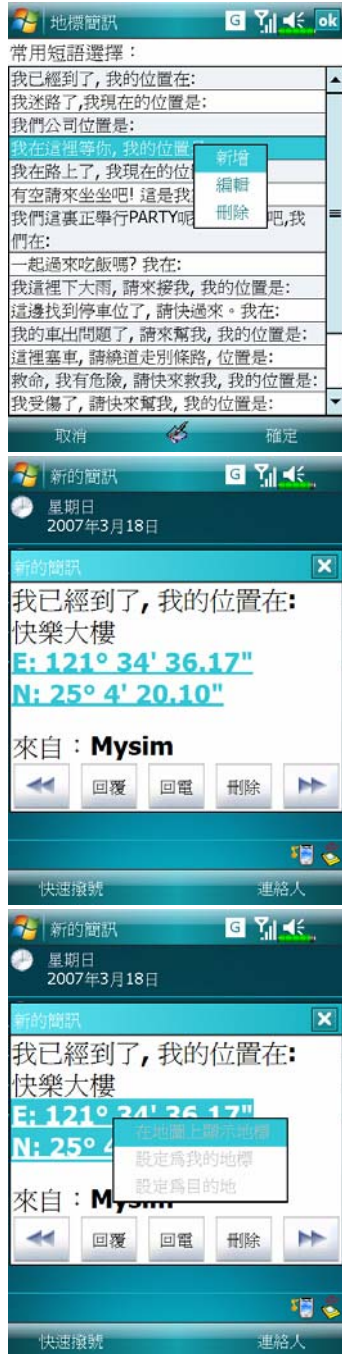 地標簡訊
G
ok
常用短語選擇：
我已經到了, 我的位置在:
我迷路了,我現在的位置是:
我們公司位置是:
我在這裡等你, 我的位置
新增
編輯
刪除
我在路上了, 我現在的位
有空請來坐坐吧! 這是我
我們這裏正舉行PARTY呢 吧,我
們在:
一起過來吃飯嗎? 我在:
我這裡下大雨, 請來接我, 我的位置是:
這邊找到停車位了, 請快過來。我在:
我的車出問題了, 請來幫我, 我的位置是:
這裡塞車, 請繞道走別條路, 位置是:
救命, 我有危險, 請快來救我, 我的位置是:
我受傷了, 請快來幫我, 我的位置是:
取消
確定
新的簡訊
G
星期日
2007年3月18日
新的簡訊
我已經到了, 我的位置在:
快樂大樓
E: 121° 34' 36.17"
N: 25° 4' 20.10"
來自：Mysim
回覆 回電 刪除
快速撥號
連絡人
新的簡訊
G
星期日
2007年3月18日
新的簡訊
我已經到了, 我的位置在:
快樂大樓
E: 121° 34' 36.17"
N: 25° 4
在地圖上顯示地標
設定為我的地標
設定為目的地
來自：Mysim
回覆 回電 刪除
快速撥號
連絡人